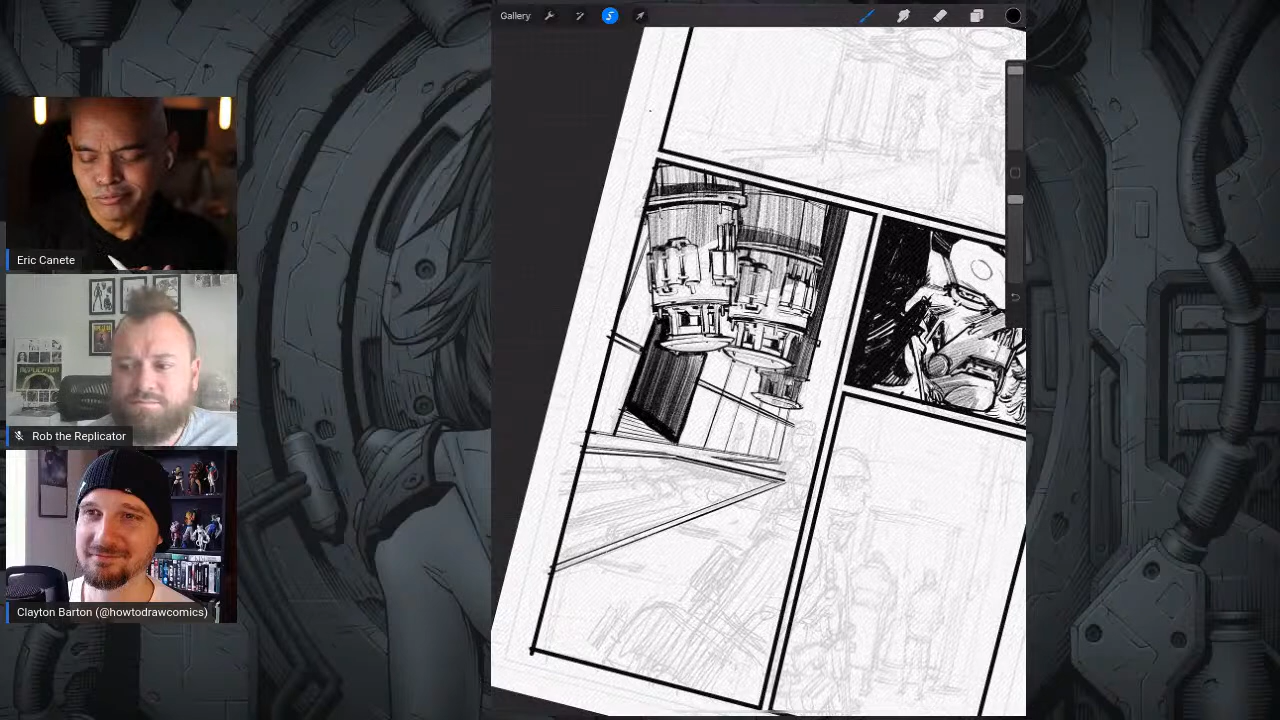 Gallery
Eric Canete
Rob the Replicator
Clayton Barton (@howtodrawcomics)